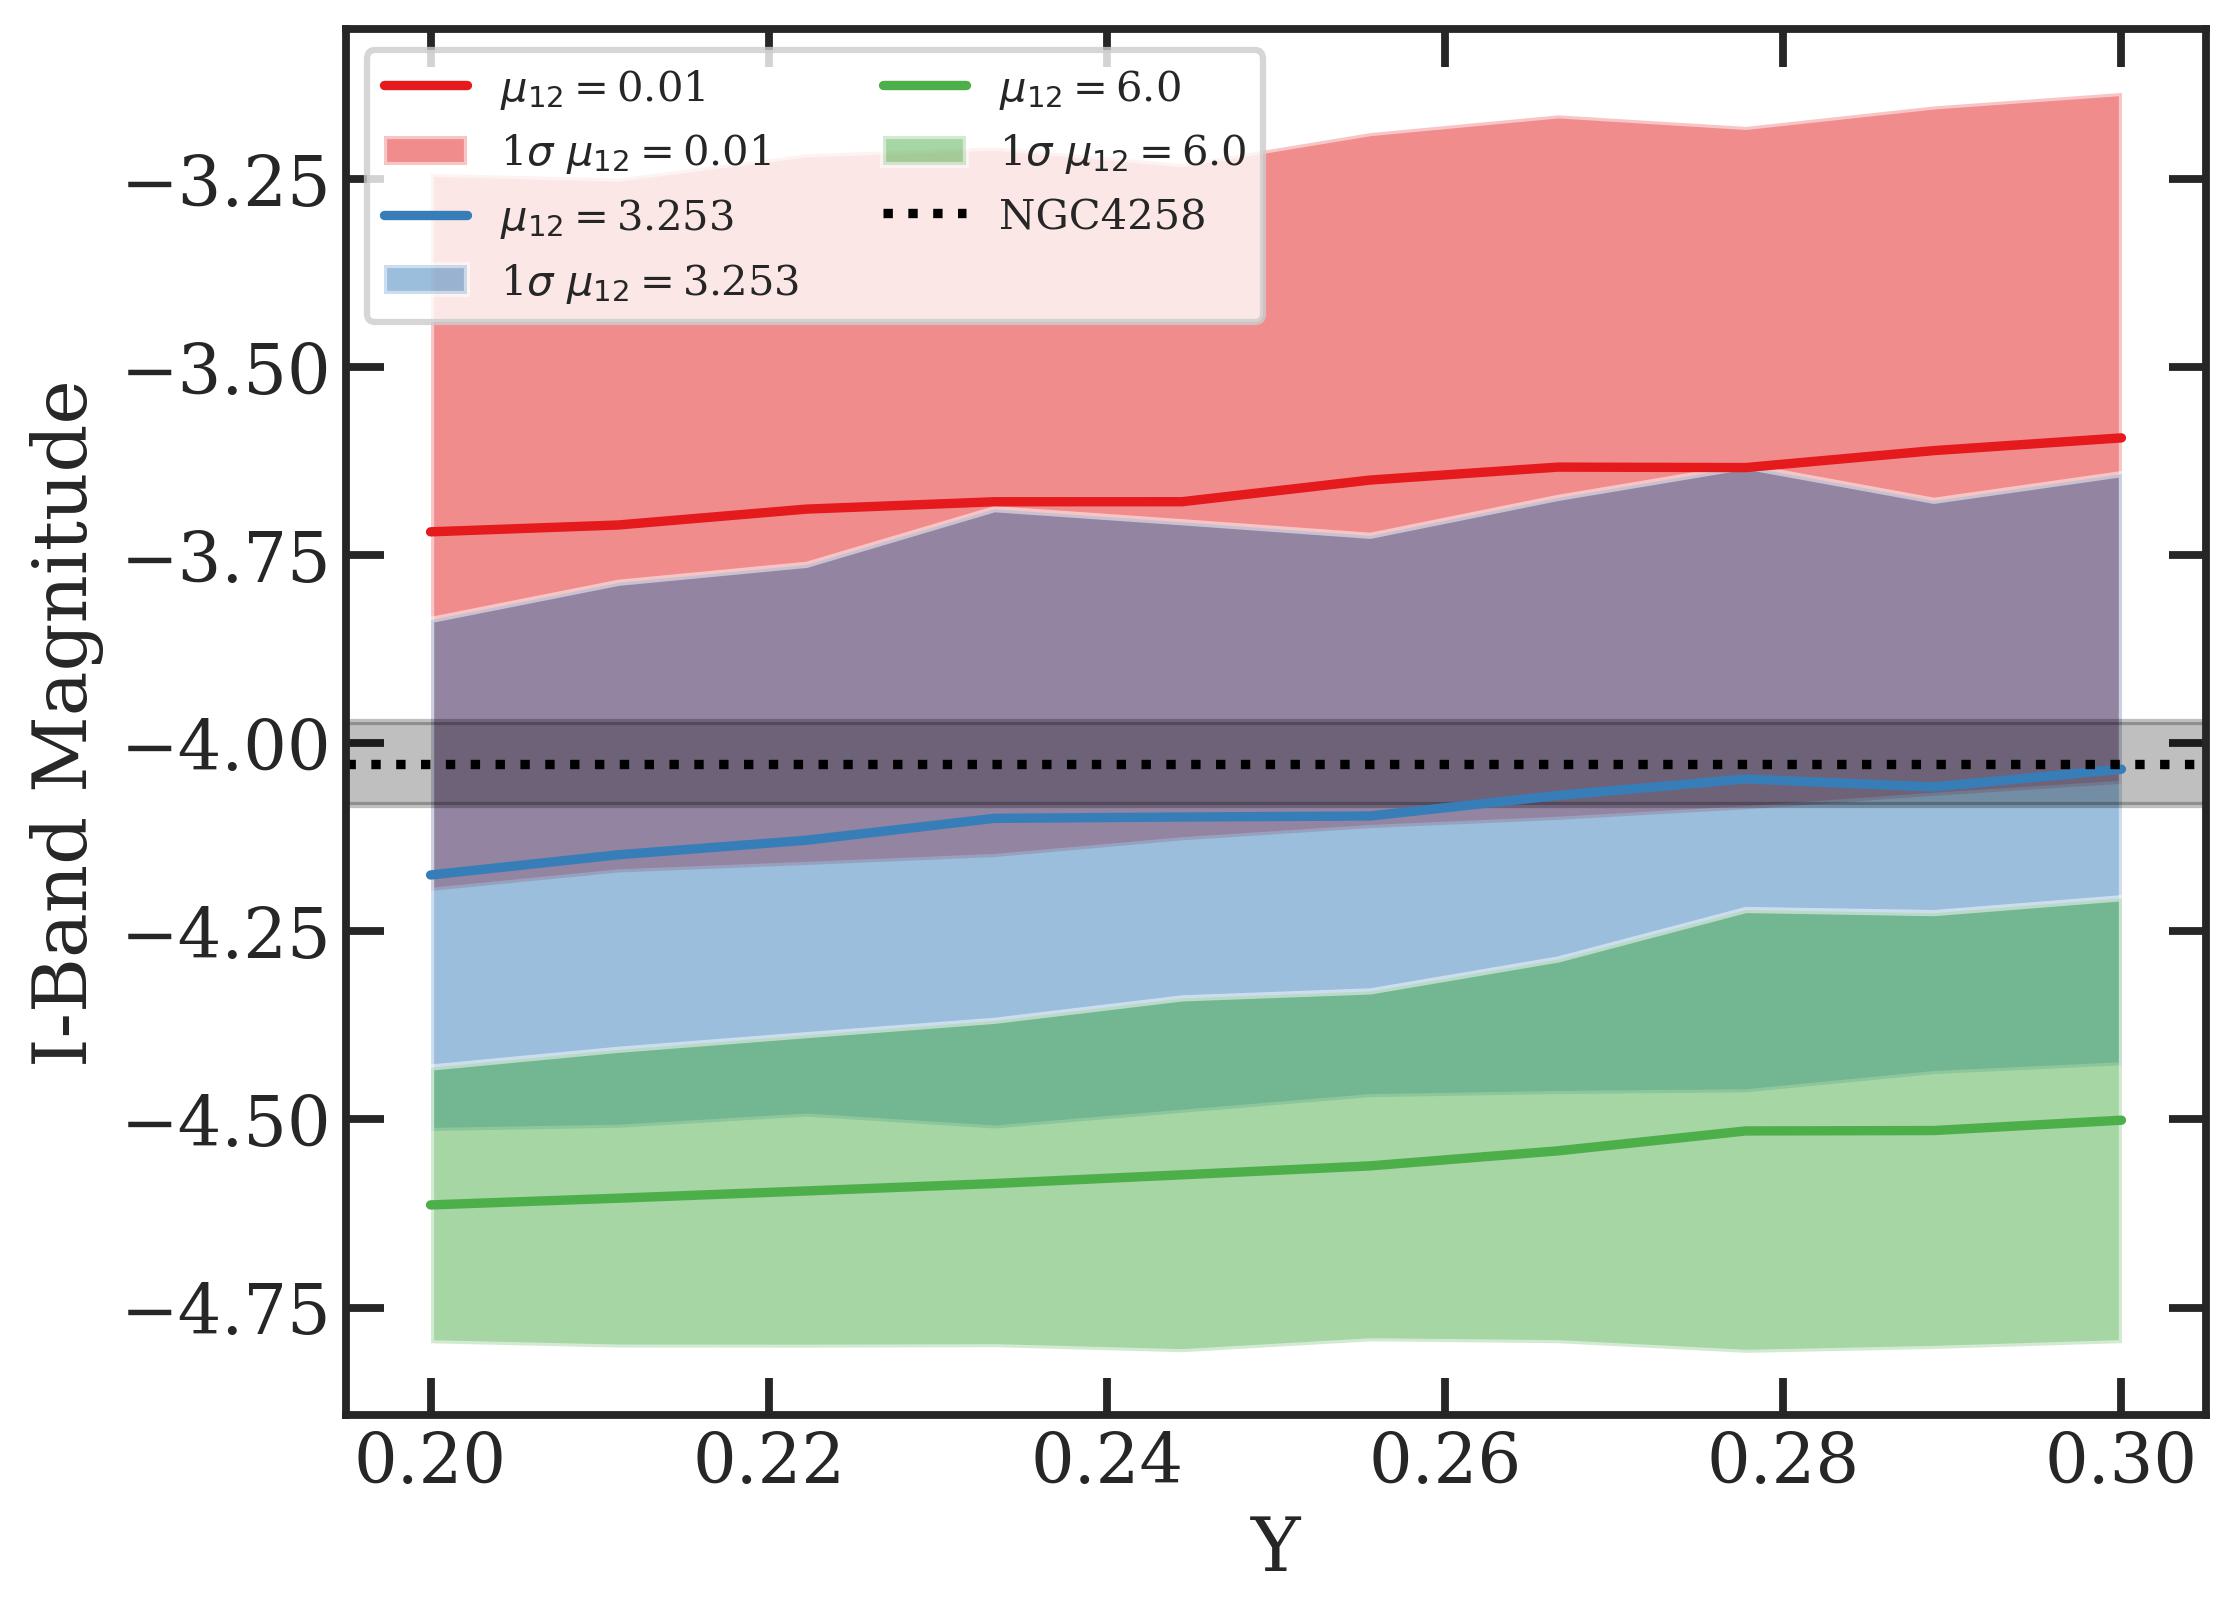 μ₁₂ = 0.01
1σ μ₁₂ = 0.01
μ₁₂ = 3.253
1σ μ₁₂ = 3.253
μ₁₂ = 6.0
1σ μ₁₂ = 6.0
NGC4258
−3.25
−3.50
−3.75
−4.00
−4.25
−4.50
−4.75
I-Band Magnitude
0.20 0.22 0.24 0.26 0.28 0.30
Y